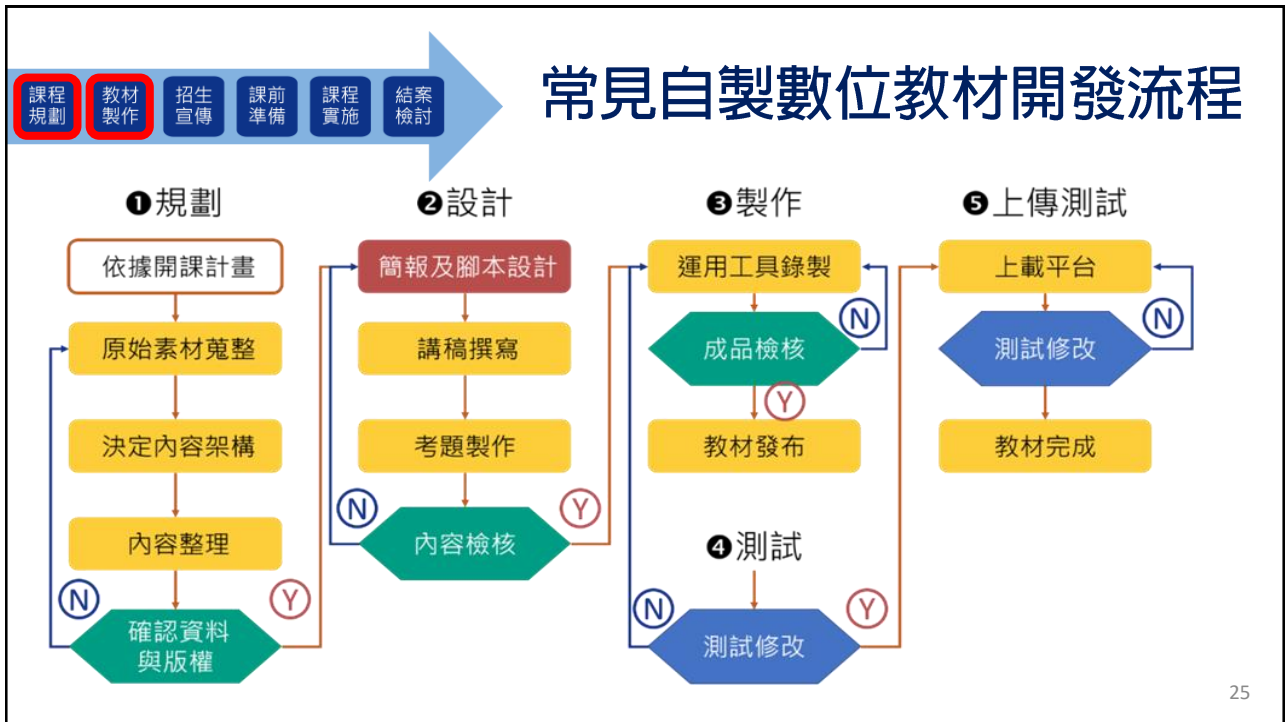 課程
規劃
教材
製作
招生
宣傳
課前
準備
課程
實施
結案
檢討
常見自製數位教材開發流程
❶規劃
依據開課計畫
原始素材蒐整
決定內容架構
內容整理
N
Y
確認資料
與版權
❷設計
簡報及腳本設計
講稿撰寫
考題製作
N
Y
內容檢核
❸製作
運用工具錄製
N
成品檢核
Y
教材發布
❹測試
N
Y
測試修改
❺上傳測試
上載平台
N
測試修改
教材完成
25